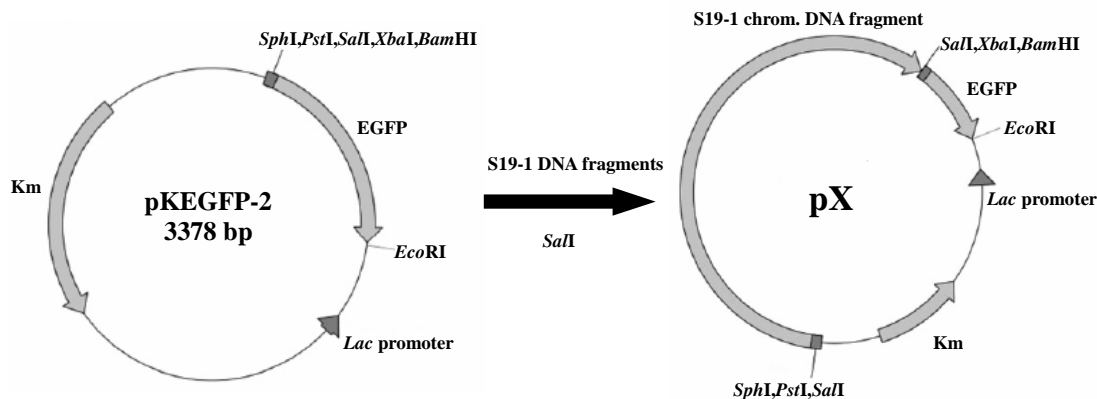 SphI,PstI,SalI,XbaI,BamHI
EGFP
Km
pKEGFP-2
3378 bp
EcoRI
Lac promoter
S19-1 DNA fragments
SalI
S19-1 chrom. DNA fragment
SalI,XbaI,BamHI
EGFP
EcoRI
pX
Lac promoter
Km
SphI,PstI,SalI